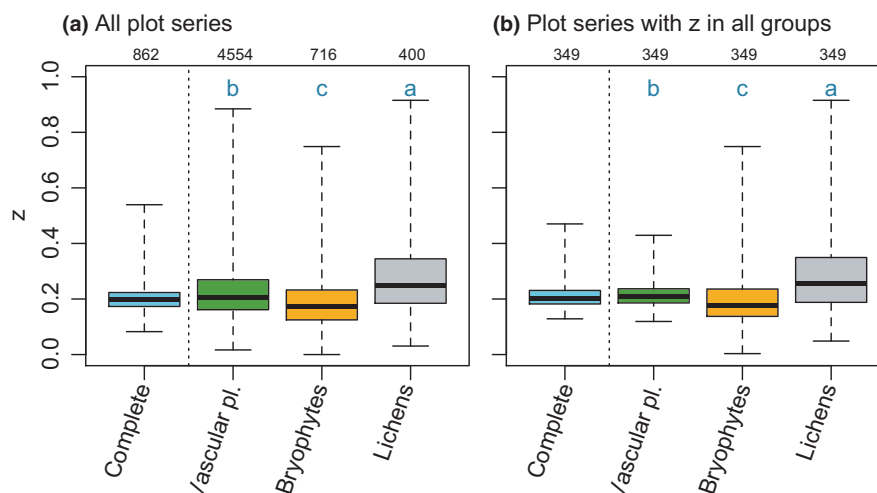 (a) All plot series
862 4554 716 400
b c a
1.0
0.8
0.6
0.4
0.2
0.0
z
Complete
/ascular pl.
Bryophytes
Lichens
(b) Plot series with z in all groups
349 349 349 349
b c a
Complete
/ascular pl.
Bryophytes
Lichens